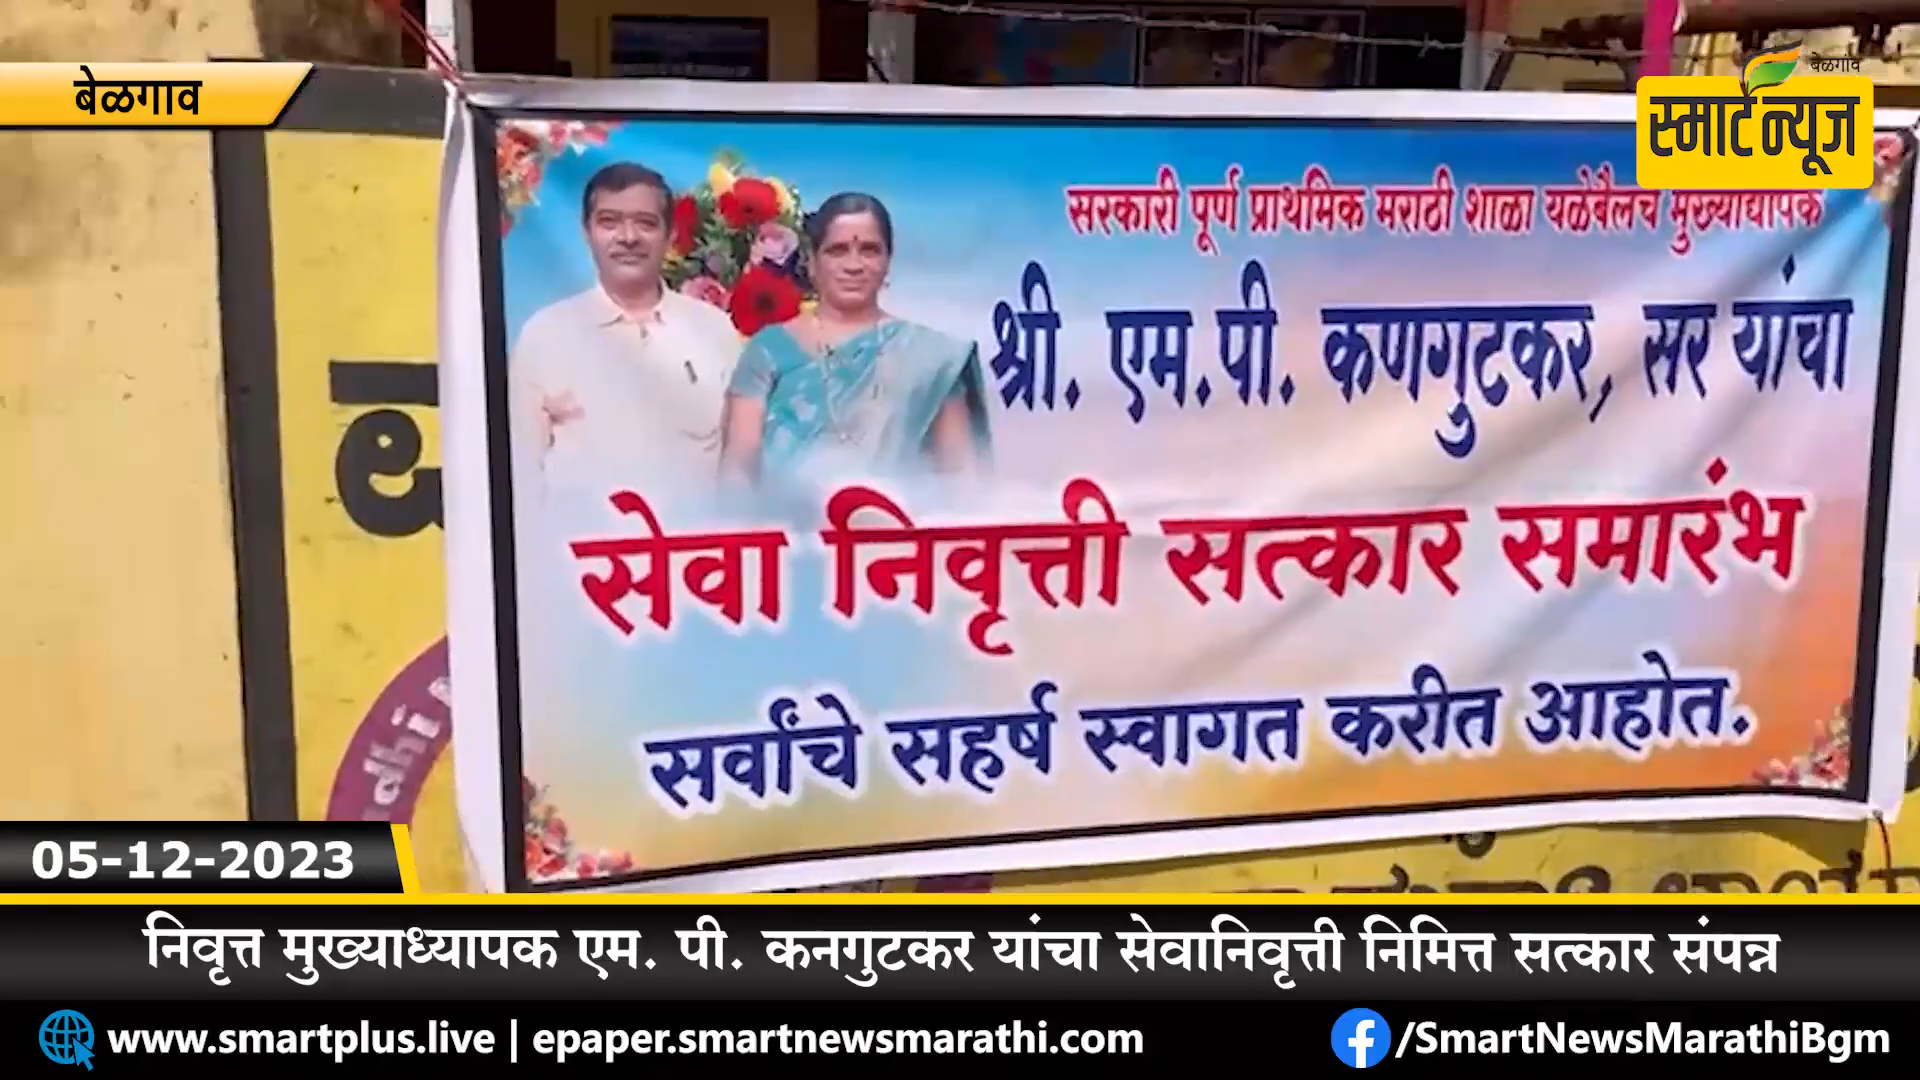 बेळगाव
बेळगाव
स्मार्ट न्यूज
सरकारी पूर्ण प्राथमिक मराठी शाळा यळेबैलचे मुख्याध्यापक
श्री. एम.पी. कणगुटकर, सर यांचा
सेवा निवृत्ती सत्कार समारंभ
सर्वांचे सहर्ष स्वागत करीत आहोत.
dhi
05-12-2023
निवृत्त मुख्याध्यापक एम. पी. कनगुटकर यांचा सेवानिवृत्ती निमित्त सत्कार संपन्न
www.smartplus.live | epaper.smartnewsmarathi.com
/SmartNewsMarathiBgm